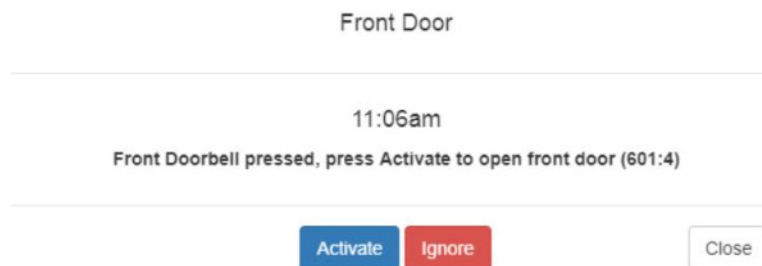 Front Door
11:06am
Front Doorbell pressed, press Activate to open front door (601:4)
Activate Ignore Close